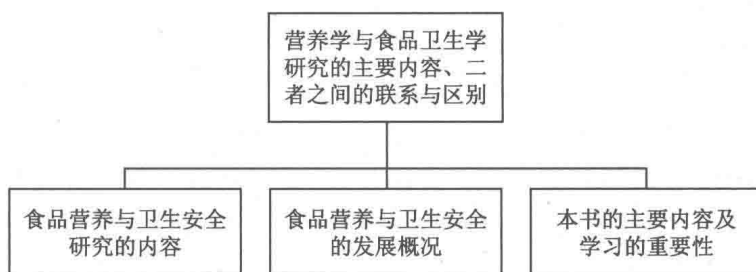 营养学与食品卫生学
研究的主要内容、二
者之间的联系与区别
食品营养与卫生安全
研究的内容
食品营养与卫生安全
的发展概况
本书的主要内容及
学习的重要性